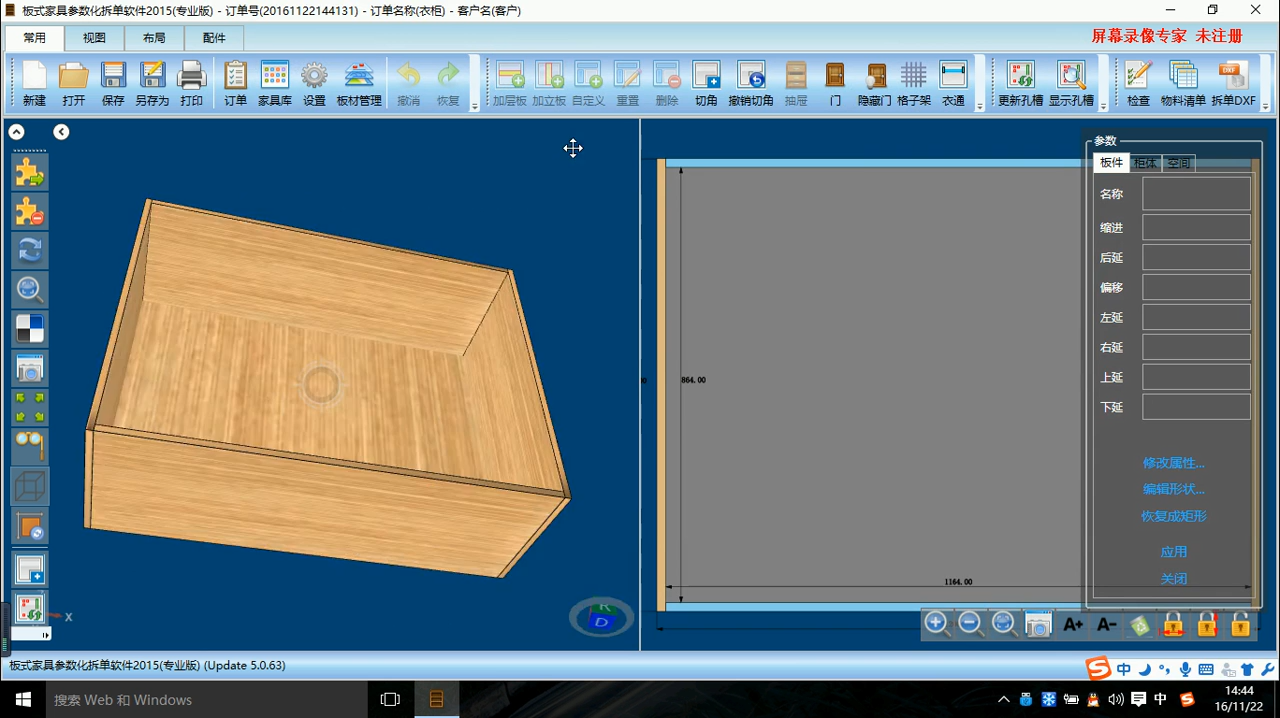 板式家具参数化拆单软件2015(专业版) - 订单号(20161122144131) - 订单名称(衣柜) - 客户名(客户)
常用 视图 布局 配件
屏幕录像专家 未注册
新建 打开 保存 另存为 打印 订单 家具库 设置 板材管理 撤消 恢复 加层板 加立板 自定义 重置 删除 切角 撤销切角 抽屉 门 隐藏门 格子架 衣通 更新孔槽 显示孔槽 检查 物料清单 拆单DXF
参数
板件 柜体 空间
名称
缩进
后延
偏移
左延
右延
上延
下延
修改属性...
编辑形状...
恢复成矩形
应用
关闭
864.00
1164.00
X
R
D
A+ A-
板式家具参数化拆单软件2015(专业版) (Update 5.0.63)
中
搜索 Web 和 Windows
中
14:44
16/11/22